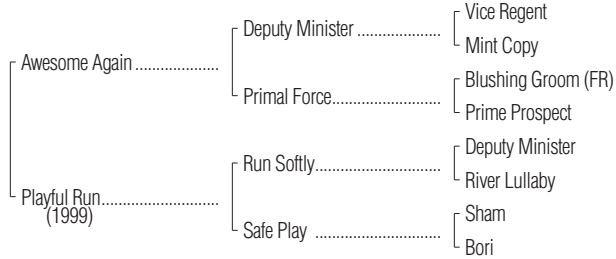 Vice Regent
Deputy Minister ....................
Mint Copy
Awesome Again ....................
Blushing Groom (FR)
Primal Force..........................
Prime Prospect
Deputy Minister
Run Softly..............................
River Lullaby
Playful Run............................
(1999)
Sham
Safe Play ..............................
Bori